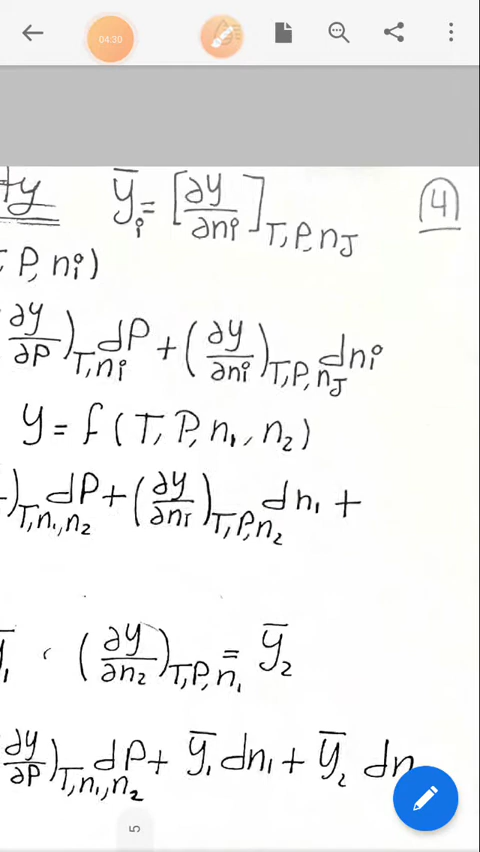 04:30
ȳᵢ = [∂y/∂ni]T,P,nJ
4
P, ni)
∂y/∂P)T,ni dP + (∂y/∂ni)T,P,nJ dni
y = f(T, P, n₁, n₂)
)T,n₁,n₂ dP + (∂y/∂n₁)T,P,n₂ dn₁ +
(∂y/∂n₂)T,P,n₁ = ȳ₂
∂y/∂P)T,n₁,n₂ dP + ȳ₁ dn₁ + ȳ₂ dn
5